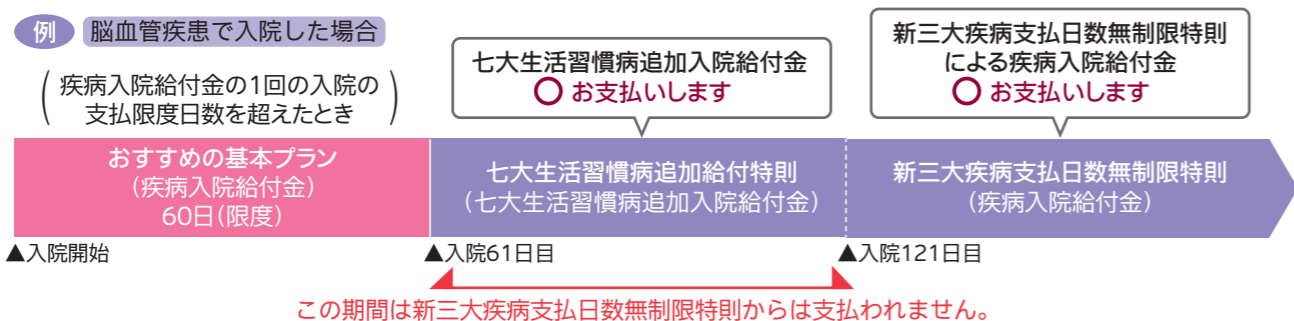 例 脳血管疾患で入院した場合
疾病入院給付金の1回の入院の
支払限度日数を超えたとき
七大生活習慣病追加入院給付金
○ お支払いします
新三大疾病支払日数無制限特則
による疾病入院給付金
○ お支払いします
おすすめの基本プラン
(疾病入院給付金)
60日(限度)
七大生活習慣病追加給付特則
(七大生活習慣病追加入院給付金)
新三大疾病支払日数無制限特則
(疾病入院給付金)
▲入院開始
▲入院61日目
▲入院121日目
この期間は新三大疾病支払日数無制限特則からは支払われません。